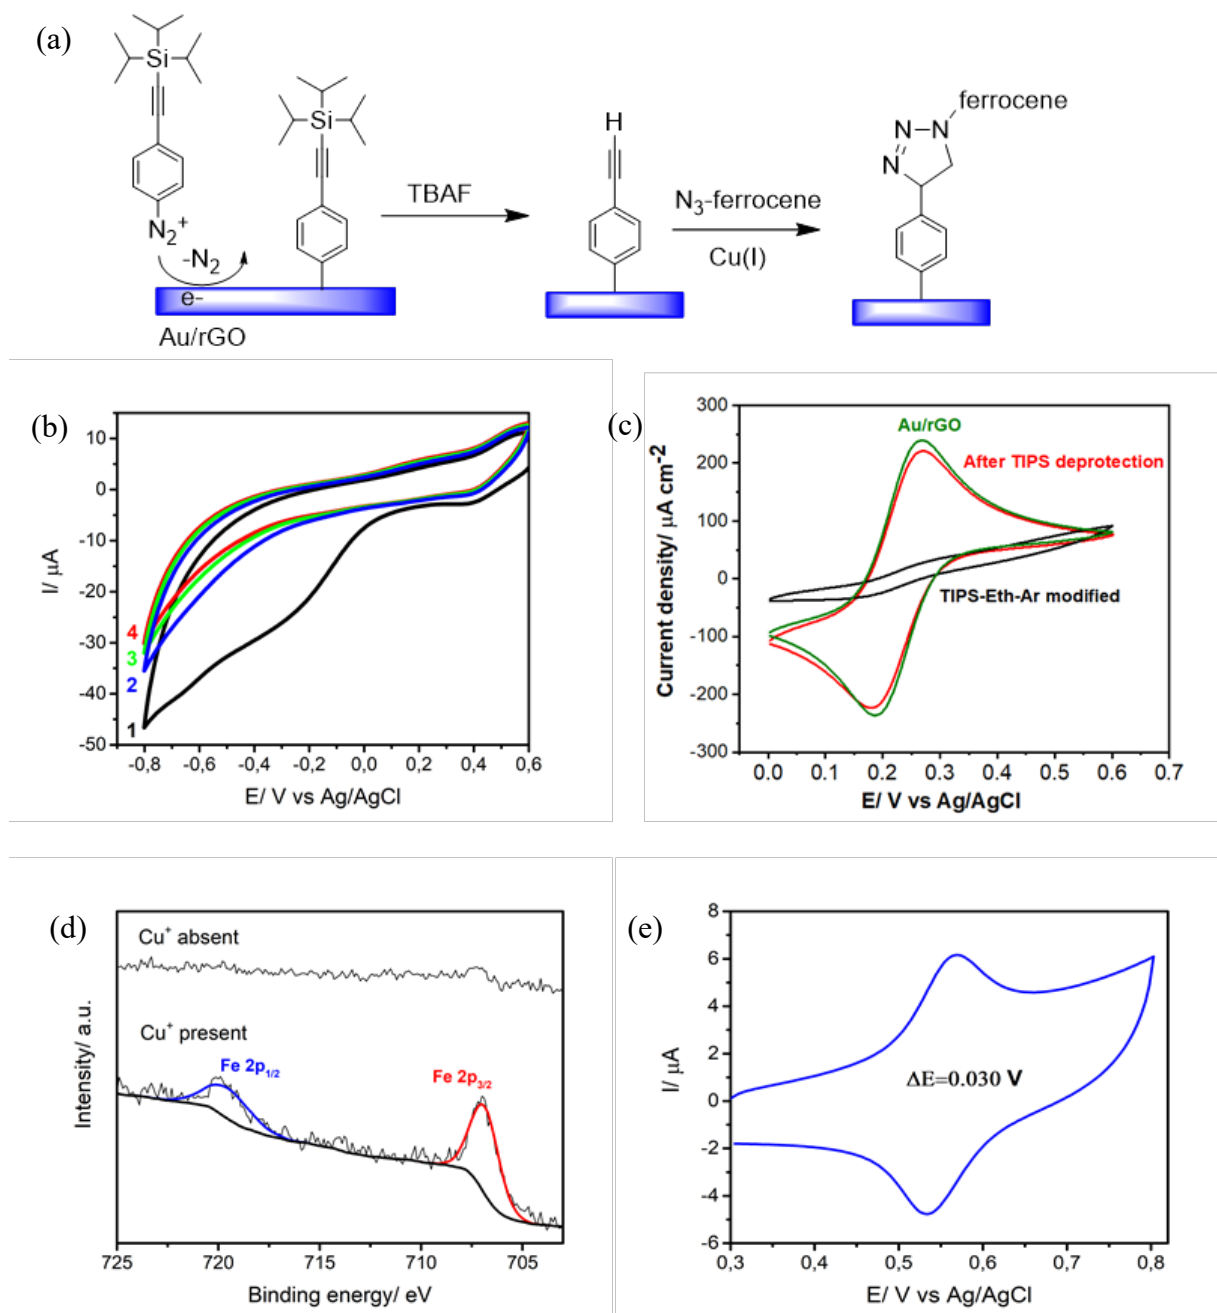 (a)
Si
Si
N₂⁺
-N₂
e-
Au/rGO
TBAF
H
N₃-ferrocene
Cu(I)
ferrocene
N
N
N
(b)
10
0
-10
-20
-30
-40
-50
I/ μA
4
3
2
1
-0,8
-0,6
-0,4
-0,2
0,0
0,2
0,4
0,6
E/ V vs Ag/AgCl
(c)
300
200
100
0
-100
-200
-300
Current density/ μA cm⁻²
Au/rGO
After TIPS deprotection
TIPS-Eth-Ar modified
0.0
0.1
0.2
0.3
0.4
0.5
0.6
0.7
E/ V vs Ag/AgCl
(d)
Cu⁺ absent
Cu⁺ present
Fe 2p₁/₂
Fe 2p₃/₂
Intensity/ a.u.
725
720
715
710
705
Binding energy/ eV
(e)
8
6
4
2
0
-2
-4
-6
I/ μA
ΔE=0.030 V
0,3
0,4
0,5
0,6
0,7
0,8
E/ V vs Ag/AgCl